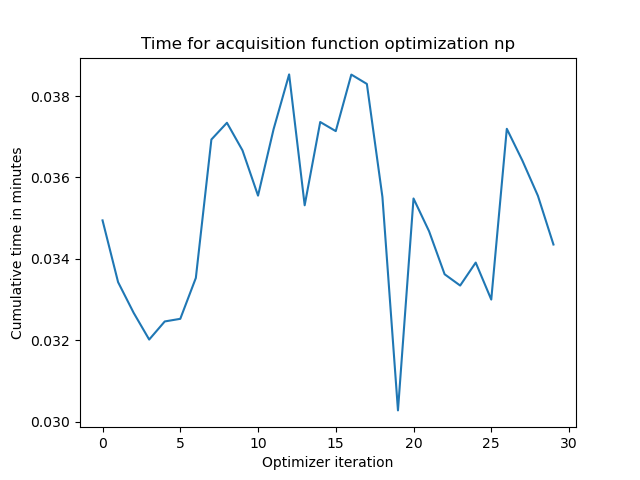 Time for acquisition function optimization np
Cumulative time in minutes
0.038
0.036
0.034
0.032
0.030
0 5 10 15 20 25 30
Optimizer iteration